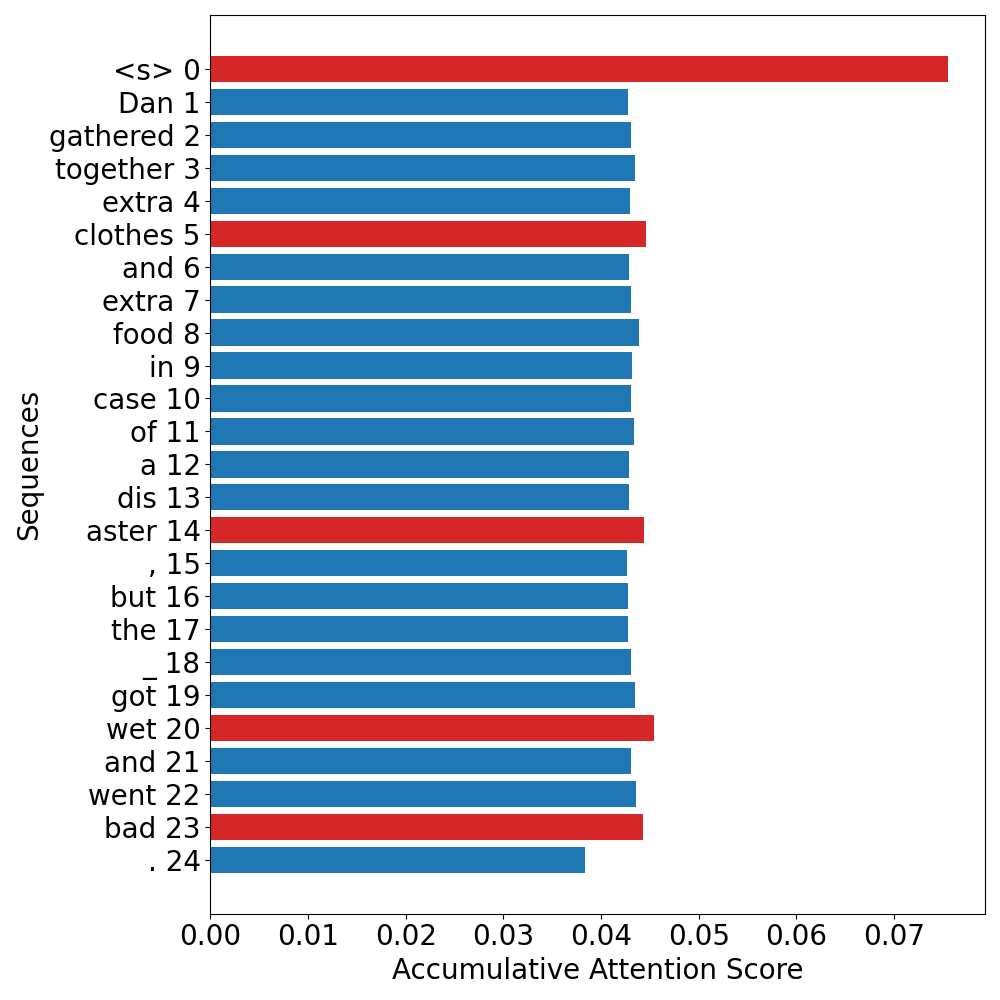 <s> 0
Dan 1
gathered 2
together 3
extra 4
clothes 5
and 6
extra 7
food 8
in 9
case 10
of 11
a 12
dis 13
aster 14
, 15
but 16
the 17
_ 18
got 19
wet 20
and 21
went 22
bad 23
. 24
Sequences
0.00 0.01 0.02 0.03 0.04 0.05 0.06 0.07
Accumulative Attention Score